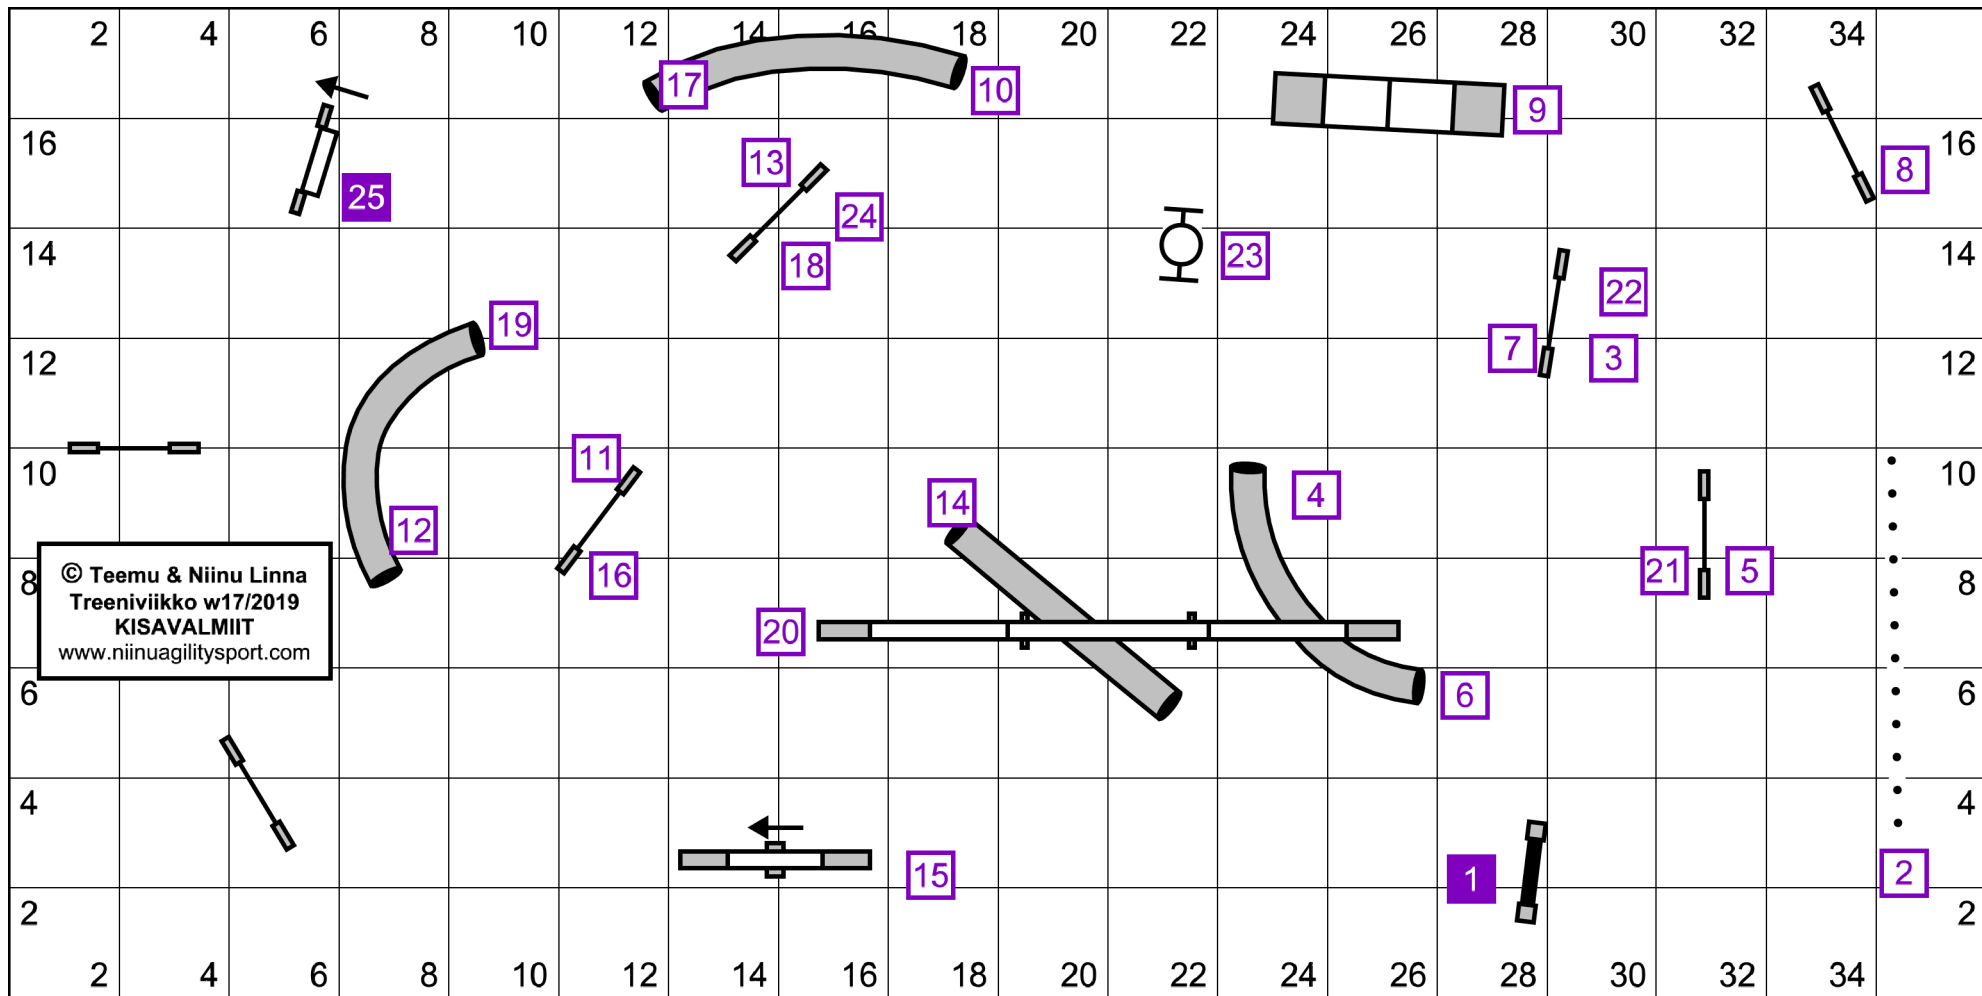 2 4 6 8 10 12 14 16 18 20 22 24 26 28 30 32 34
17 10 9
16 13 8 16
25 24
14 18 23 14
22
19 7 3
12 12
11
10 14 4 10
12
© Teemu & Niinu Linna
Treeniviikko w17/2019
KISAVALMIIT
www.niinuagilitysport.com
8 16 21 5 8
20
6 6 6
4 4
15 1 2
2 2
2 4 6 8 10 12 14 16 18 20 22 24 26 28 30 32 34